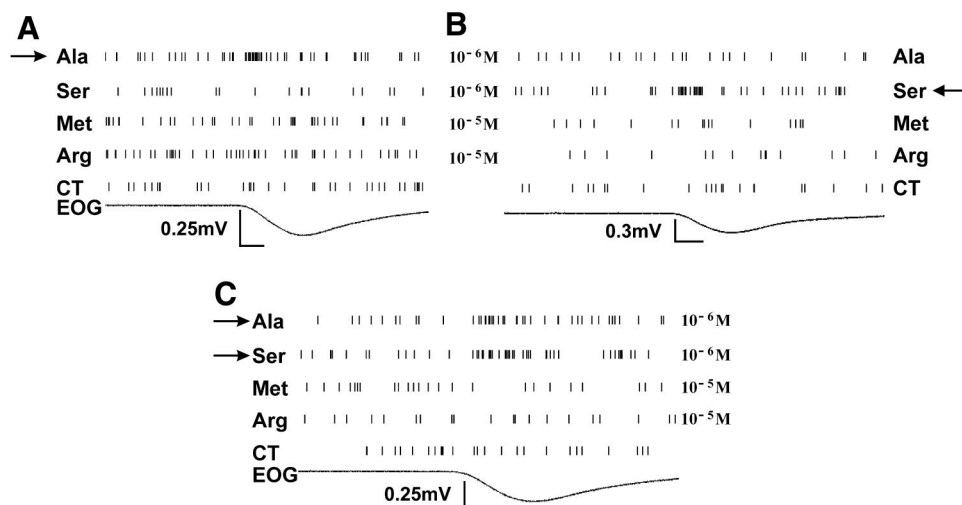 A
B
Ala 10⁻⁶M Ala
Ser 10⁻⁶M Ser
Met 10⁻⁵M Met
Arg 10⁻⁵M Arg
CT CT
EOG
0.25mV 0.3mV
C
Ala 10⁻⁶M
Ser 10⁻⁶M
Met 10⁻⁵M
Arg 10⁻⁵M
CT
EOG
0.25mV